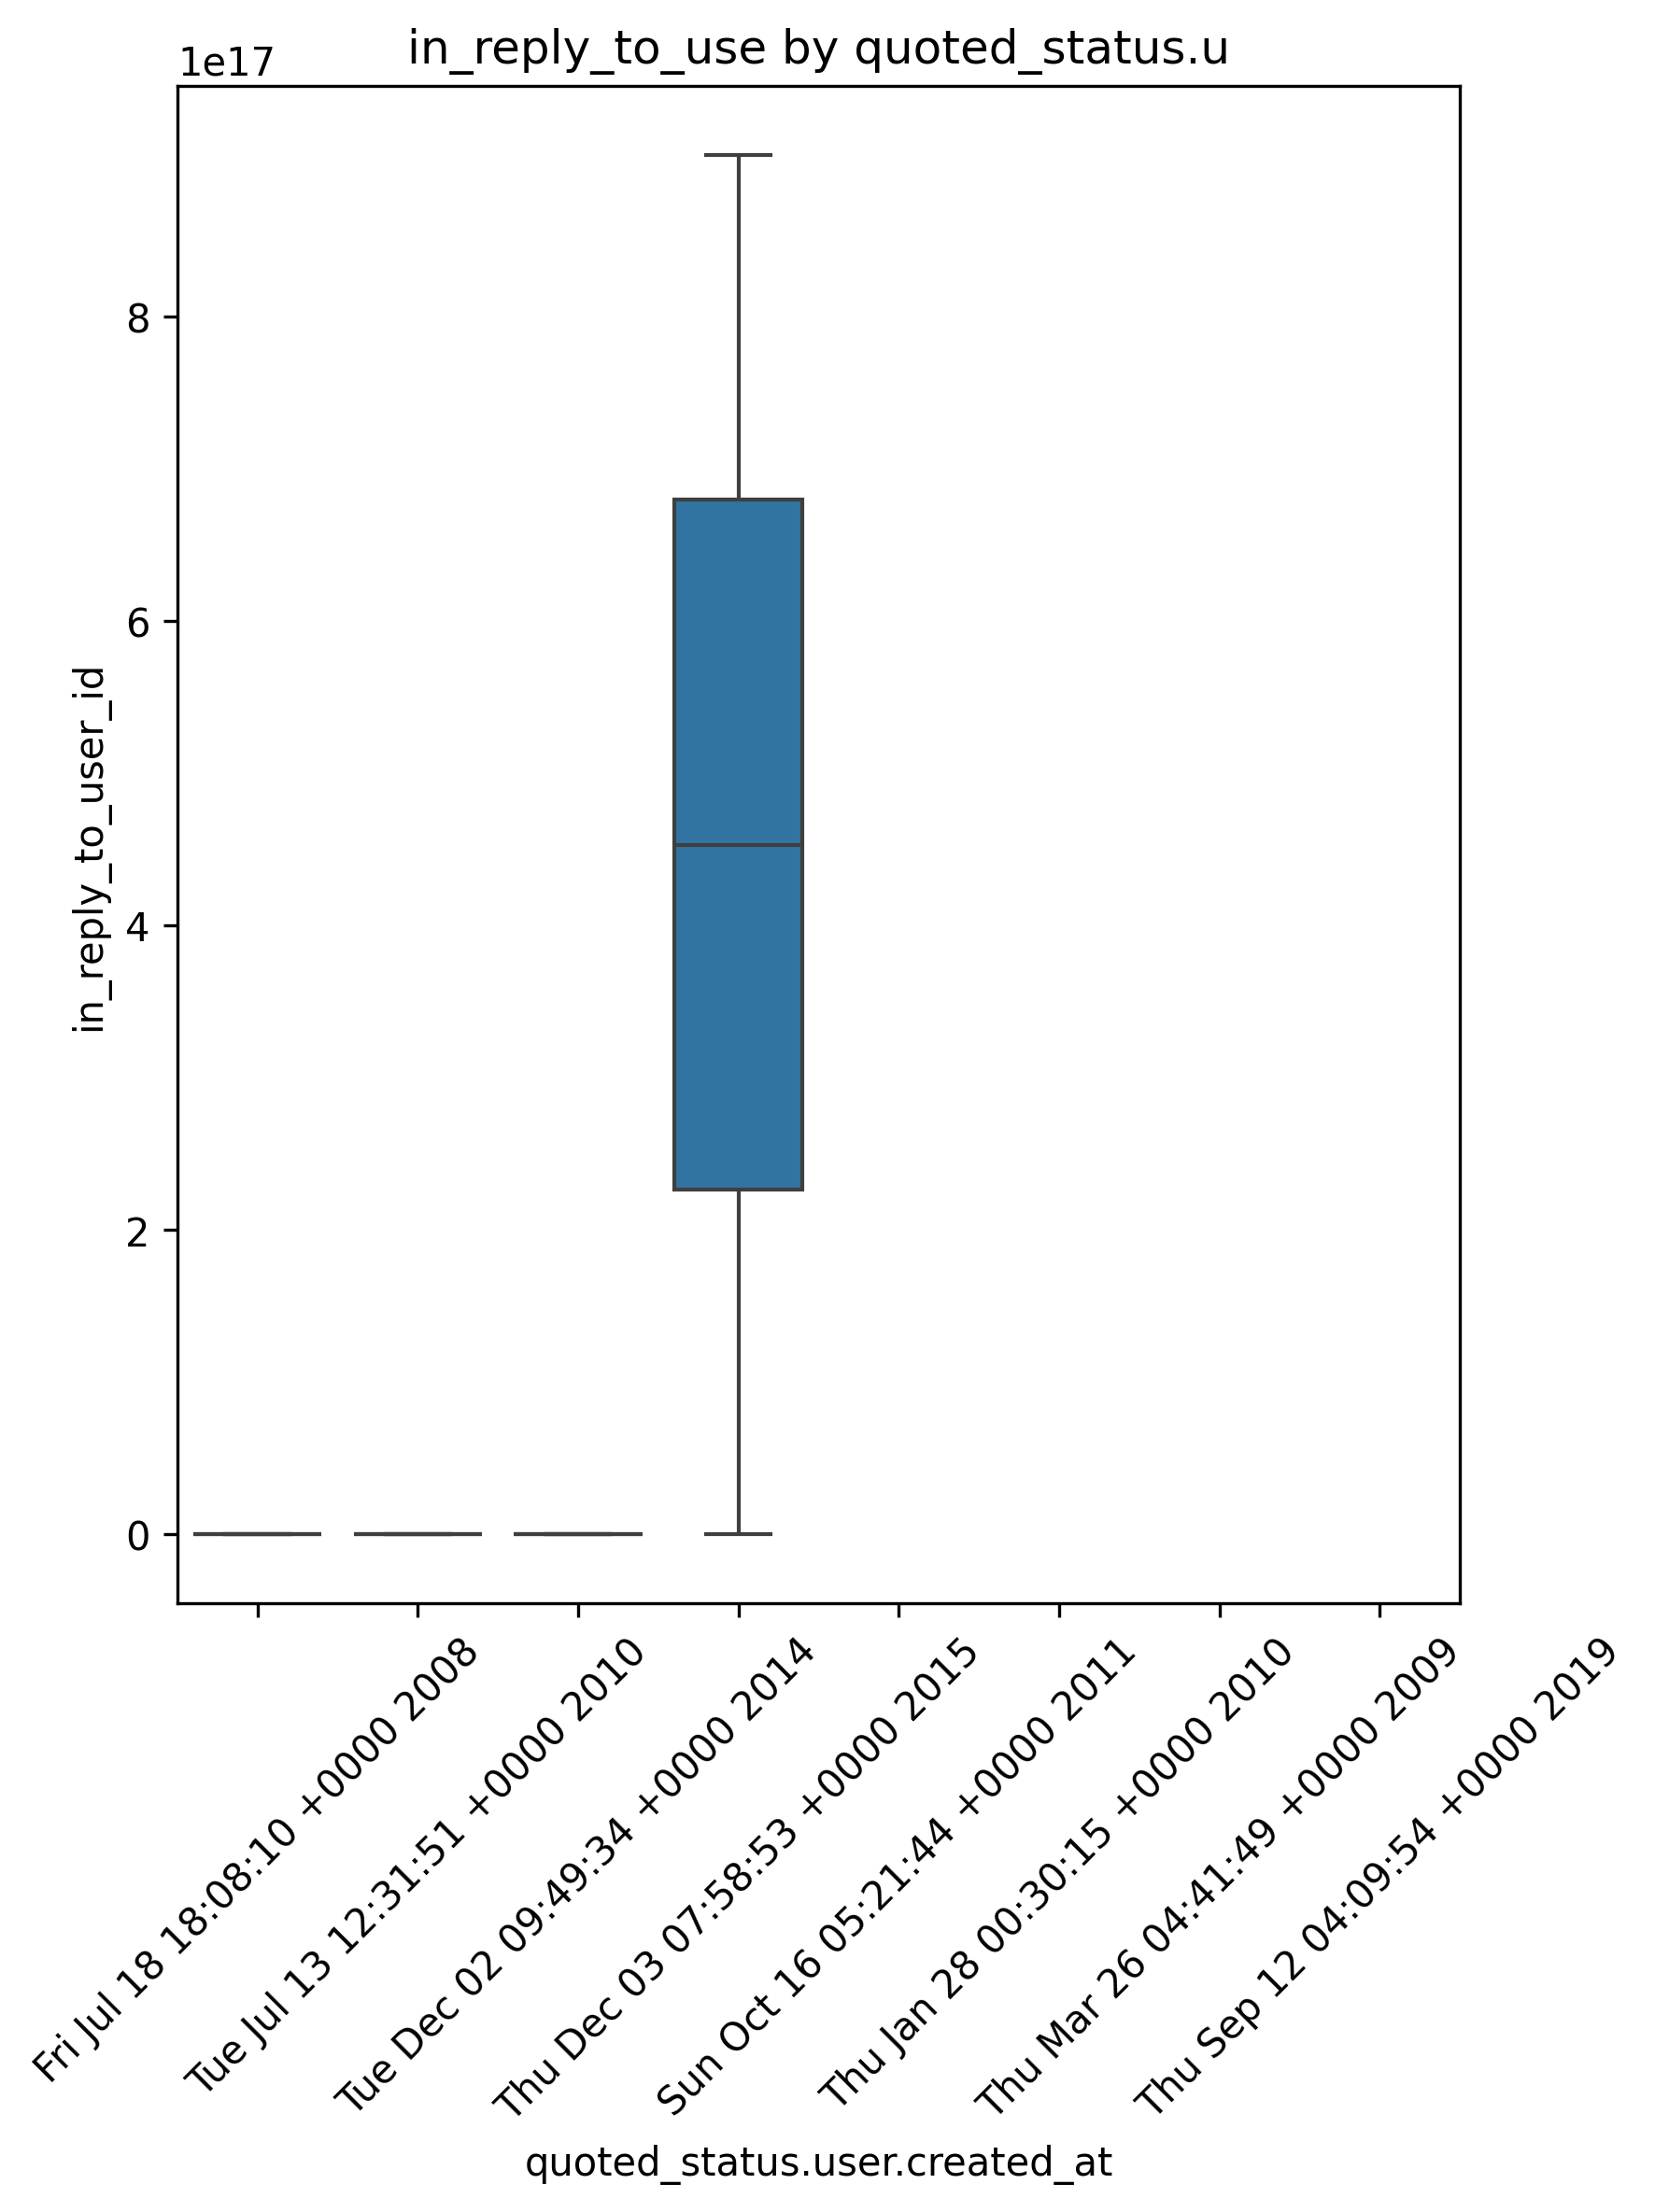 in_reply_to_use by quoted_status.u
1e17
8
6
4
2
0
in_reply_to_user_id
Fri Jul 18 18:08:10 +0000 2008
Tue Jul 13 12:31:51 +0000 2010
Tue Dec 02 09:49:34 +0000 2014
Thu Dec 03 07:58:53 +0000 2015
Sun Oct 16 05:21:44 +0000 2011
Thu Jan 28 00:30:15 +0000 2010
Thu Mar 26 04:41:49 +0000 2009
Thu Sep 12 04:09:54 +0000 2019
quoted_status.user.created_at